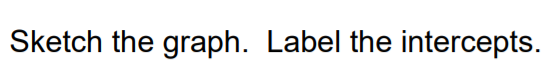 Sketch the graph.  Label the intercepts.